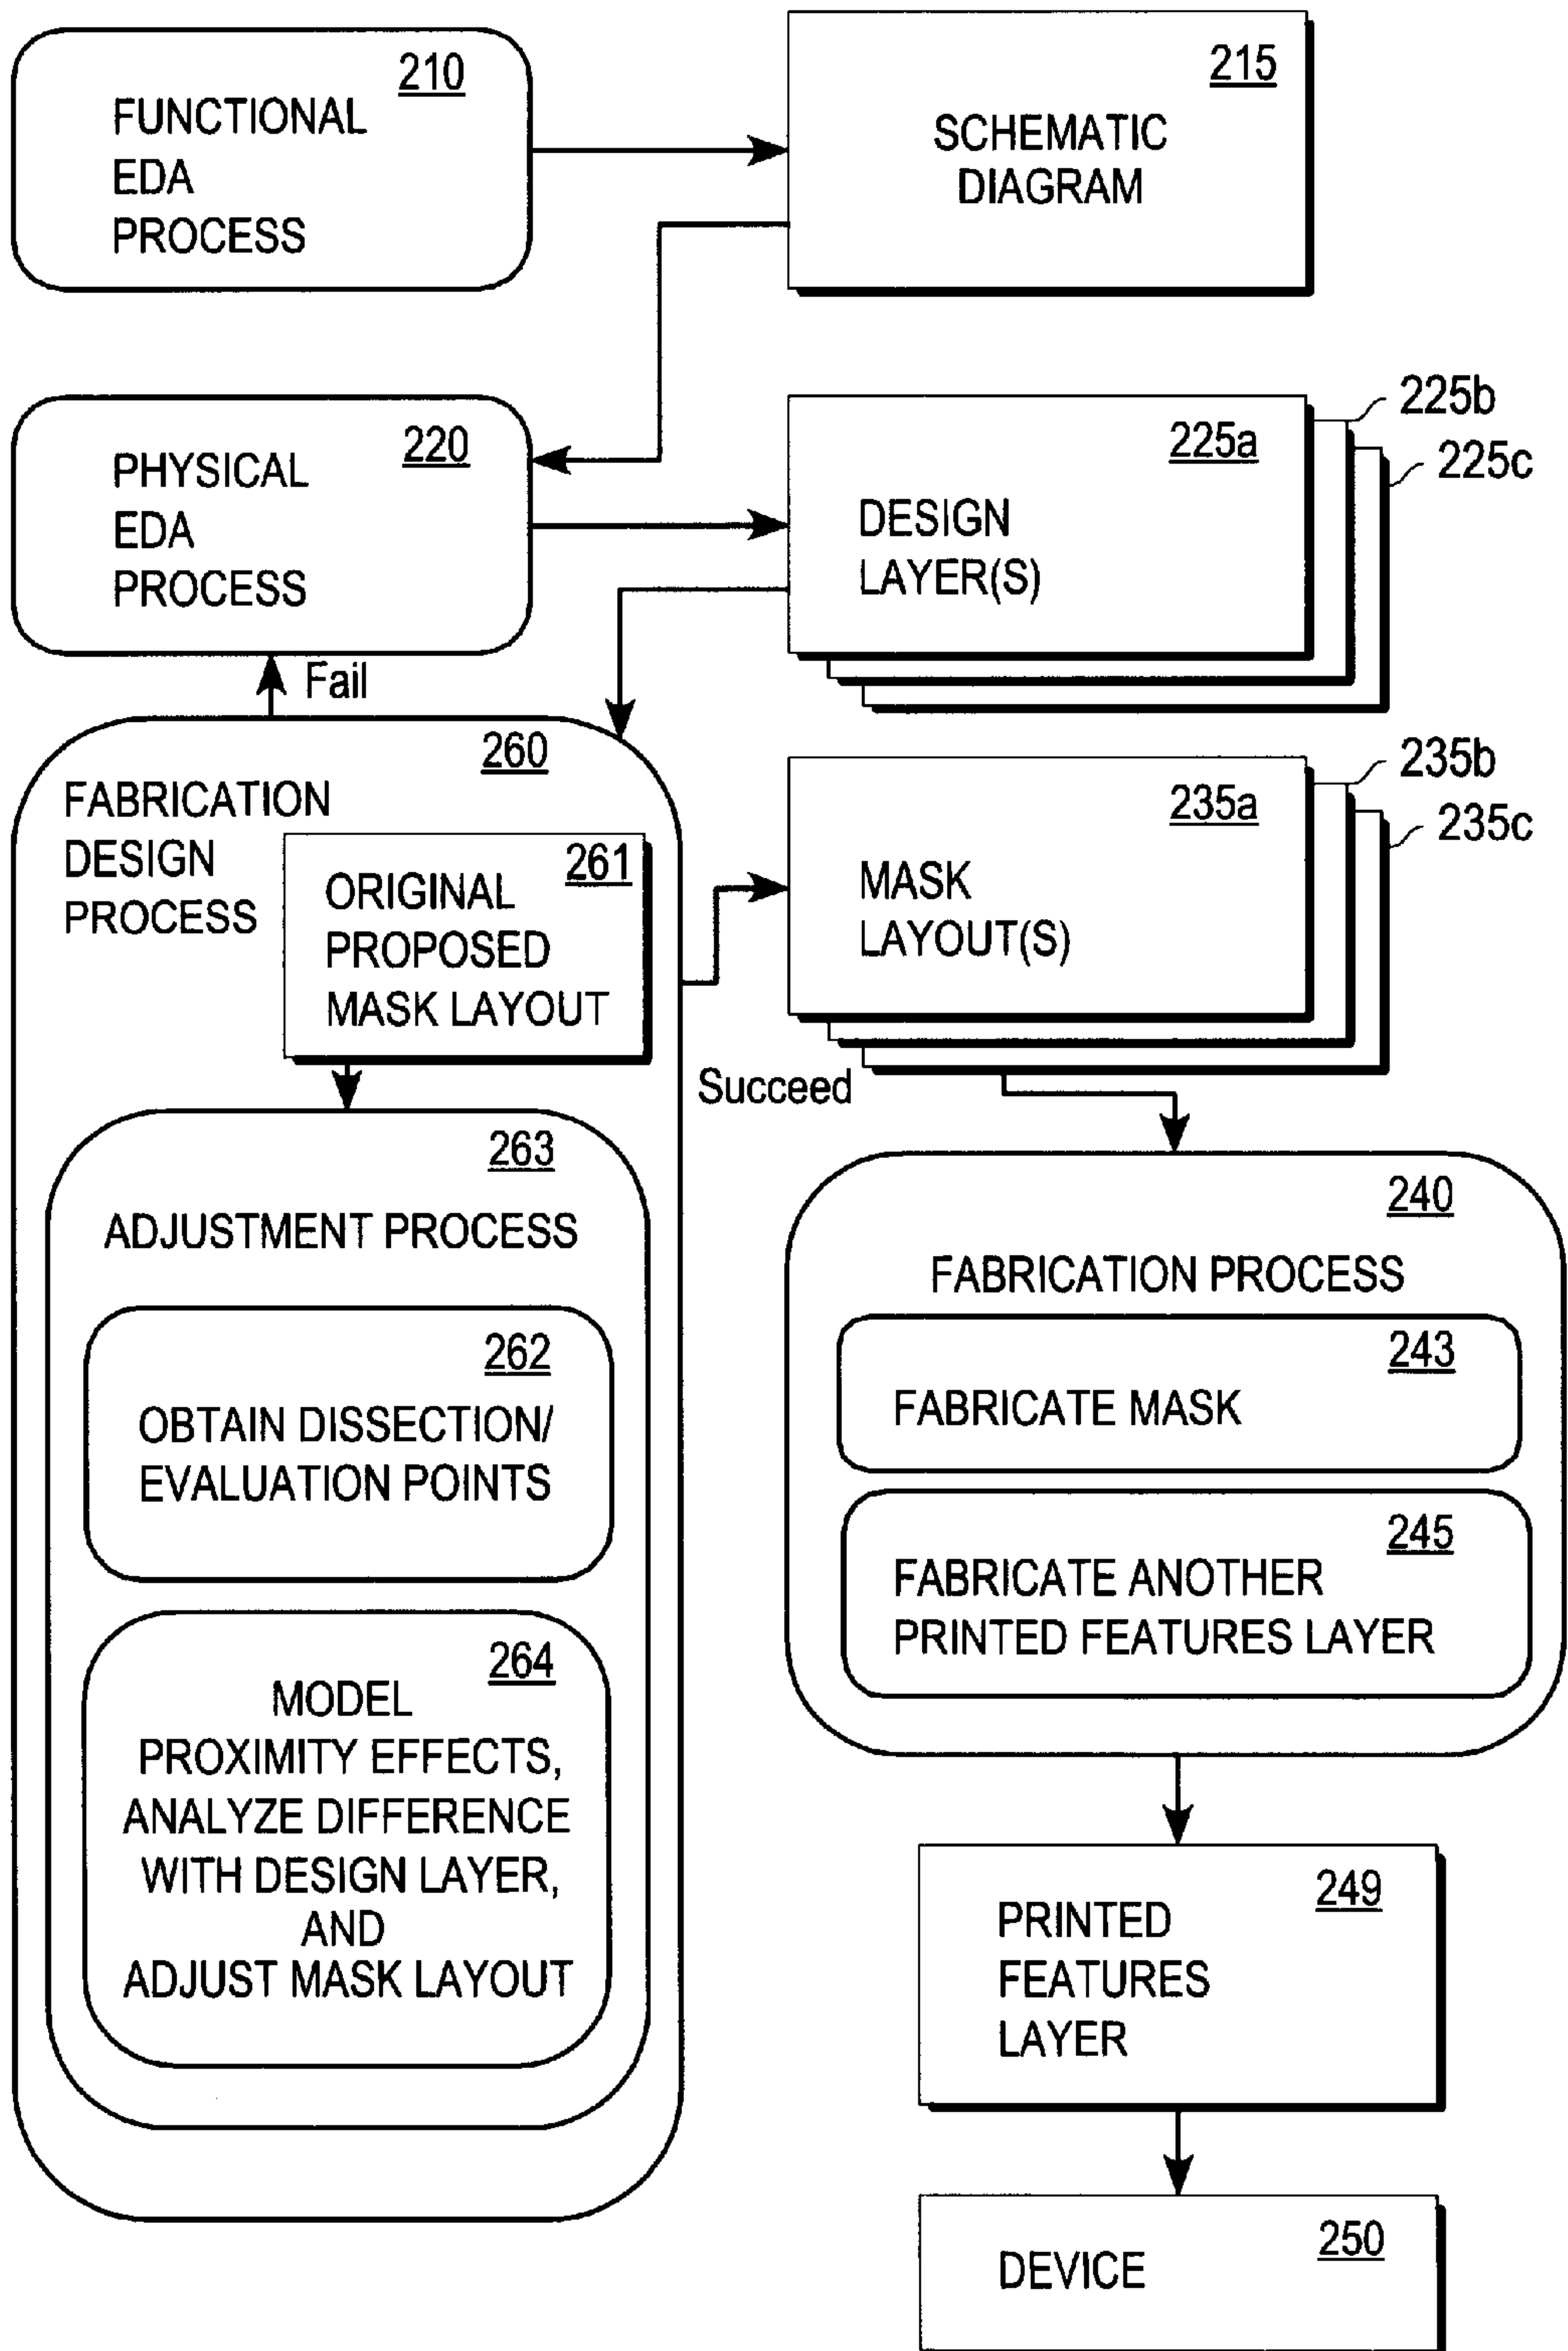 210
FUNCTIONAL
EDA
PROCESS
215
SCHEMATIC
DIAGRAM
220
PHYSICAL
EDA
PROCESS
225a
DESIGN
LAYER(S)
225b
225c
Fail
260
FABRICATION
DESIGN
PROCESS
261
ORIGINAL
PROPOSED
MASK LAYOUT
235a
MASK
LAYOUT(S)
235b
235c
Succeed
263
ADJUSTMENT PROCESS
262
OBTAIN DISSECTION/
EVALUATION POINTS
264
MODEL
PROXIMITY EFFECTS,
ANALYZE DIFFERENCE
WITH DESIGN LAYER,
AND
ADJUST MASK LAYOUT
240
FABRICATION PROCESS
243
FABRICATE MASK
245
FABRICATE ANOTHER
PRINTED FEATURES LAYER
249
PRINTED
FEATURES
LAYER
250
DEVICE